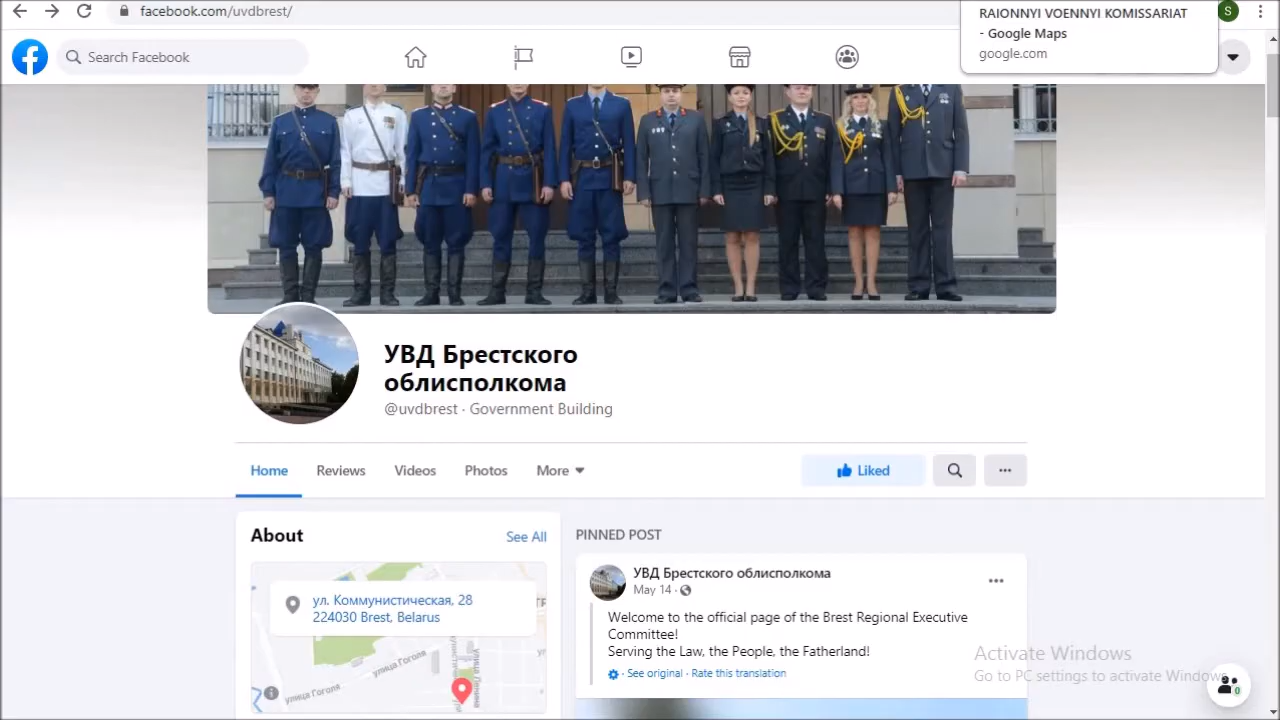 facebook.com/uvdbrest/
RAIONNYI VOENNYI KOMISSARIAT
- Google Maps
google.com
S
Search Facebook
УВД Брестского
облисполкома
@uvdbrest · Government Building
Home
Reviews
Videos
Photos
More
Liked
About
See All
ул. Коммунистическая, 28
224030 Brest, Belarus
улица Гоголя
улица Гоголя
улица Ленина
PINNED POST
УВД Брестского облисполкома
May 14 ·
Welcome to the official page of the Brest Regional Executive
Committee!
Serving the Law, the People, the Fatherland!
· See original · Rate this translation
Activate Windows
Go to PC settings to activate Windows.
0